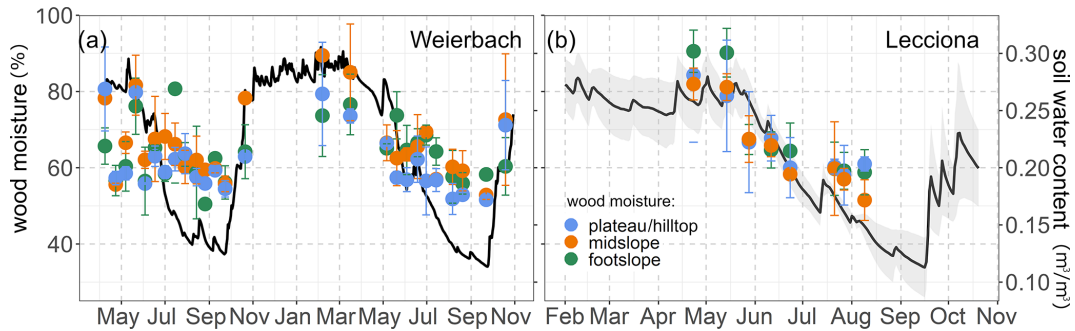 (a) Weierbach
(b) Lecciona
wood moisture (%)
100
80
60
40
May Jul Sep Nov Jan Mar May Jul Sep Nov
wood moisture:
plateau/hilltop
midslope
footslope
Feb Mar Apr May Jun Jul Aug Oct Nov
0.30
0.25
0.20
0.15
0.10
soil water content (m³/m³)